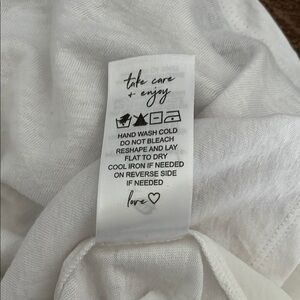 take care
+ enjoy
HAND WASH COLD
DO NOT BLEACH
RESHAPE AND LAY
FLAT TO DRY
COOL IRON IF NEEDED
ON REVERSE SIDE
IF NEEDED
love